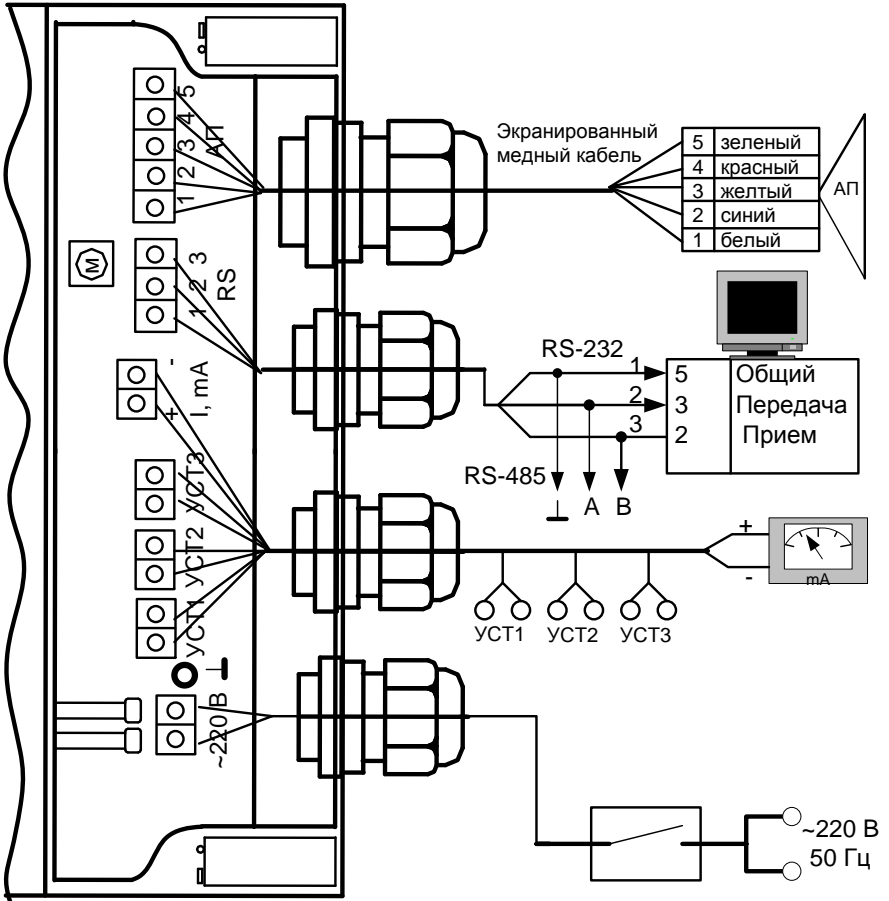 5
4
3
2
1
АП
3
2
1
RS
M
-
+
I, mA
УСТ3
УСТ2
УСТ1
~220 В
Экранированный
медный кабель
5 зеленый
4 красный
3 желтый
2 синий
1 белый
АП
RS-232
1 5 Общий
2 3 Передача
3 2 Прием
RS-485
A B
+
-
mA
УСТ1 УСТ2 УСТ3
~220 В
50 Гц